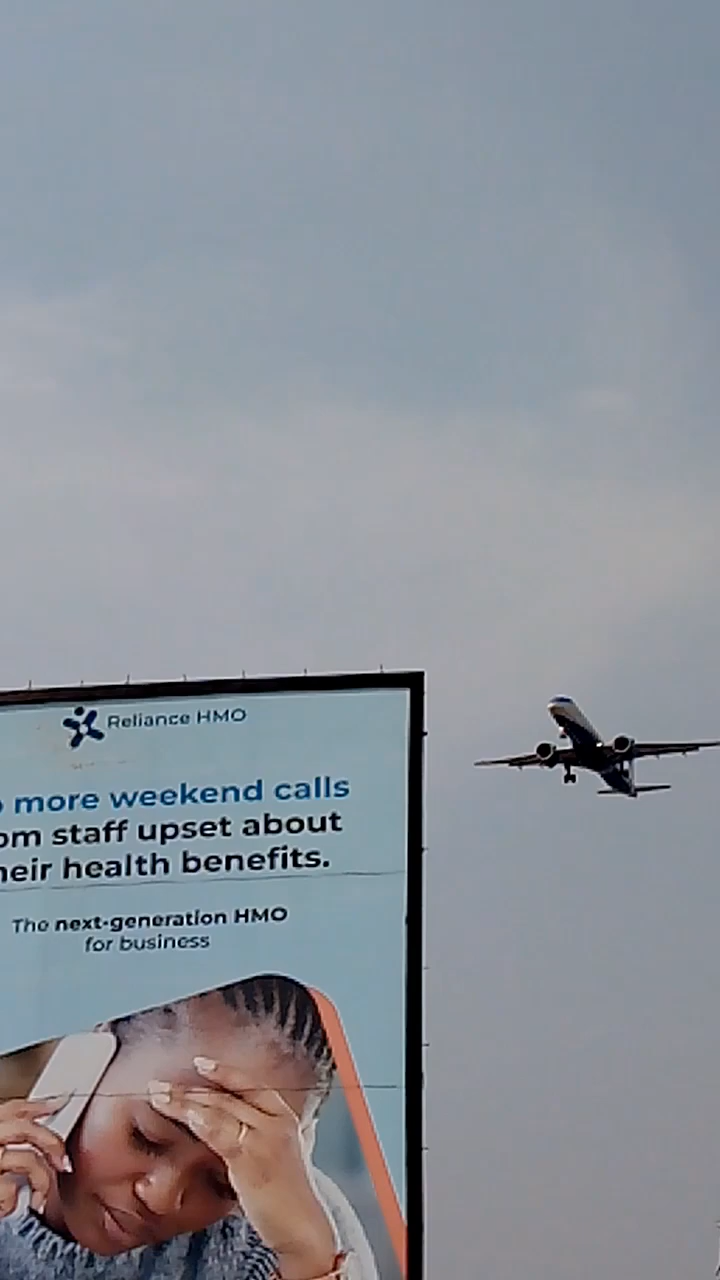 Reliance HMO
more weekend calls
om staff upset about
heir health benefits.
The next-generation HMO
for business